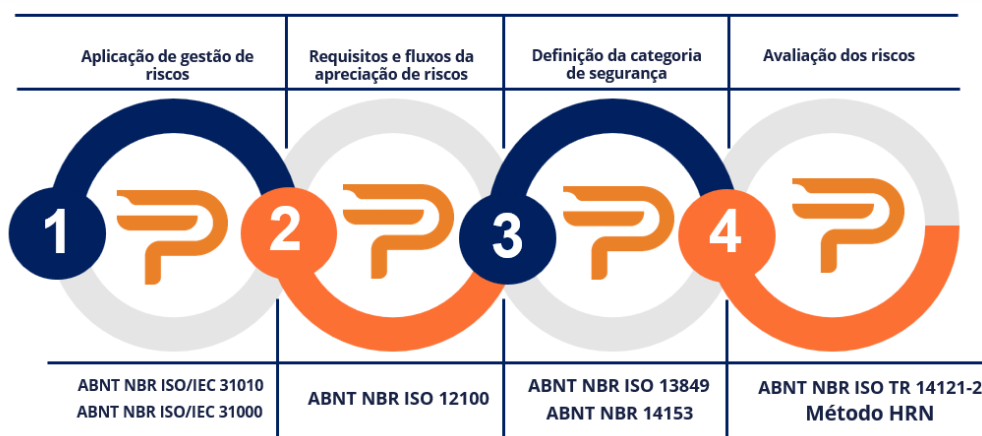 Aplicação de gestão de
riscos
Requisitos e fluxos da
apreciação de riscos
Definição da categoria
de segurança
Avaliação dos riscos
1
2
3
4
ABNT NBR ISO/IEC 31010
ABNT NBR ISO/IEC 31000
ABNT NBR ISO 12100
ABNT NBR ISO 13849
ABNT NBR 14153
ABNT NBR ISO TR 14121-2
Método HRN